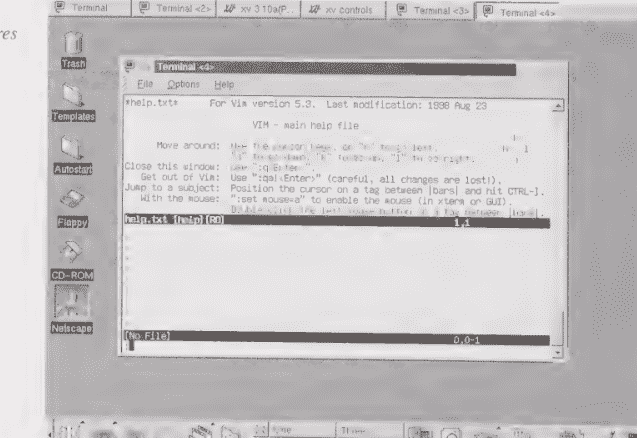 res
Terminal
Terminal <2>
xv 3.10a(P..
xv controls
Terminal <3>
Terminal <4>
Trash
Templates
Autostart
Floppy
CD-ROM
Netscape
Terminal <4>
File Options Help
*help.txt* For Vim version 5.3. Last modification: 1998 Aug 23
VIM - main help file
Move around:
Close this window:
Get out of Vim: Use ":qa!<Enter>" (careful, all changes are lost!).
Jump to a subject: Position the cursor on a tag between |bars| and hit CTRL-].
With the mouse: ":set mouse=a" to enable the mouse (in xterm or GUI).
help.txt [help][RO] 1,1
[No File] 0,0-1